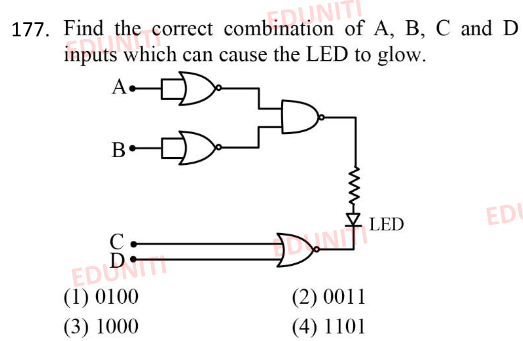 EDUNITI
177. Find the correct combination of A, B, C and D
EDUNITI
inputs which can cause the LED to glow.
A
B
LED
EDU
C
EDUNITI
D
EDUNITI
(1) 0100 (2) 0011
(3) 1000 (4) 1101